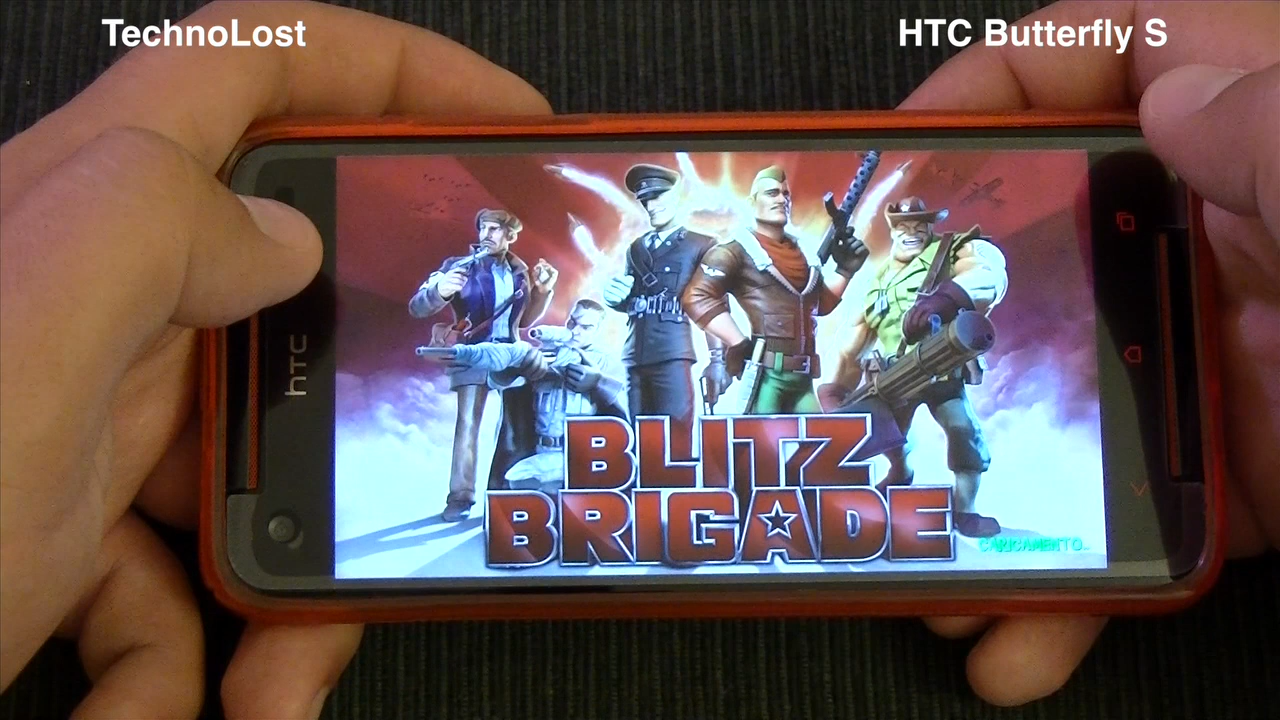 TechnoLost
HTC Butterfly S
hTC
BLITZ
BRIGADE
CARICAMENTO...